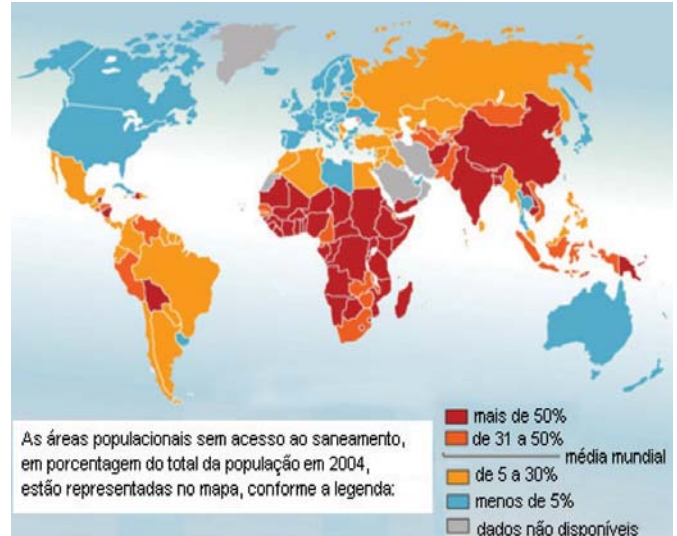 As áreas populacionais sem acesso ao saneamento,
em porcentagem do total da população em 2004,
estão representadas no mapa, conforme a legenda:
mais de 50%
de 31 a 50%
média mundial
de 5 a 30%
menos de 5%
dados não disponíveis